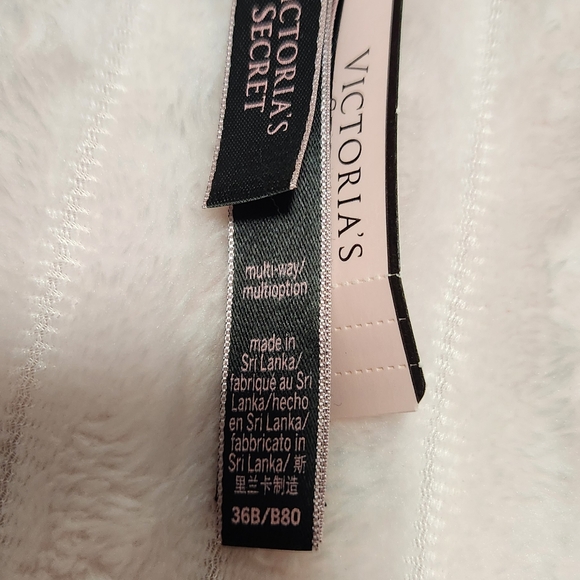 VICTORIA'S
SECRET
VICTORIA'S
multi-way/
multioption
made in
Sri Lanka/
fabriqué au Sri
Lanka/hecho
en Sri Lanka/
fabbricato in
Sri Lanka/ 斯
里兰卡制造
36B/B80